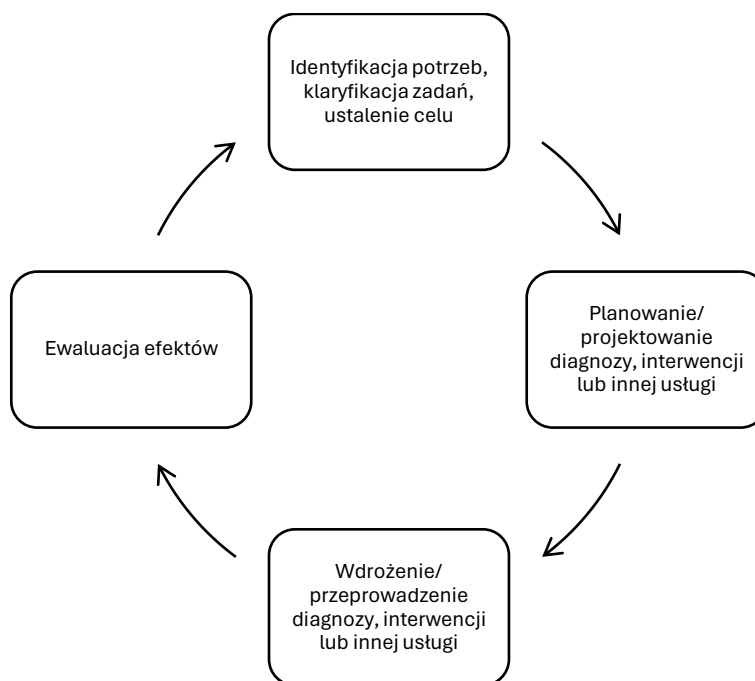 Identyfikacja potrzeb,
klaryfikacja zadań,
ustalenie celu
Planowanie/
projektowanie
diagnozy, interwencji
lub innej usługi
Wdrożenie/
przeprowadzenie
diagnozy, interwencji
lub innej usługi
Ewaluacja efektów